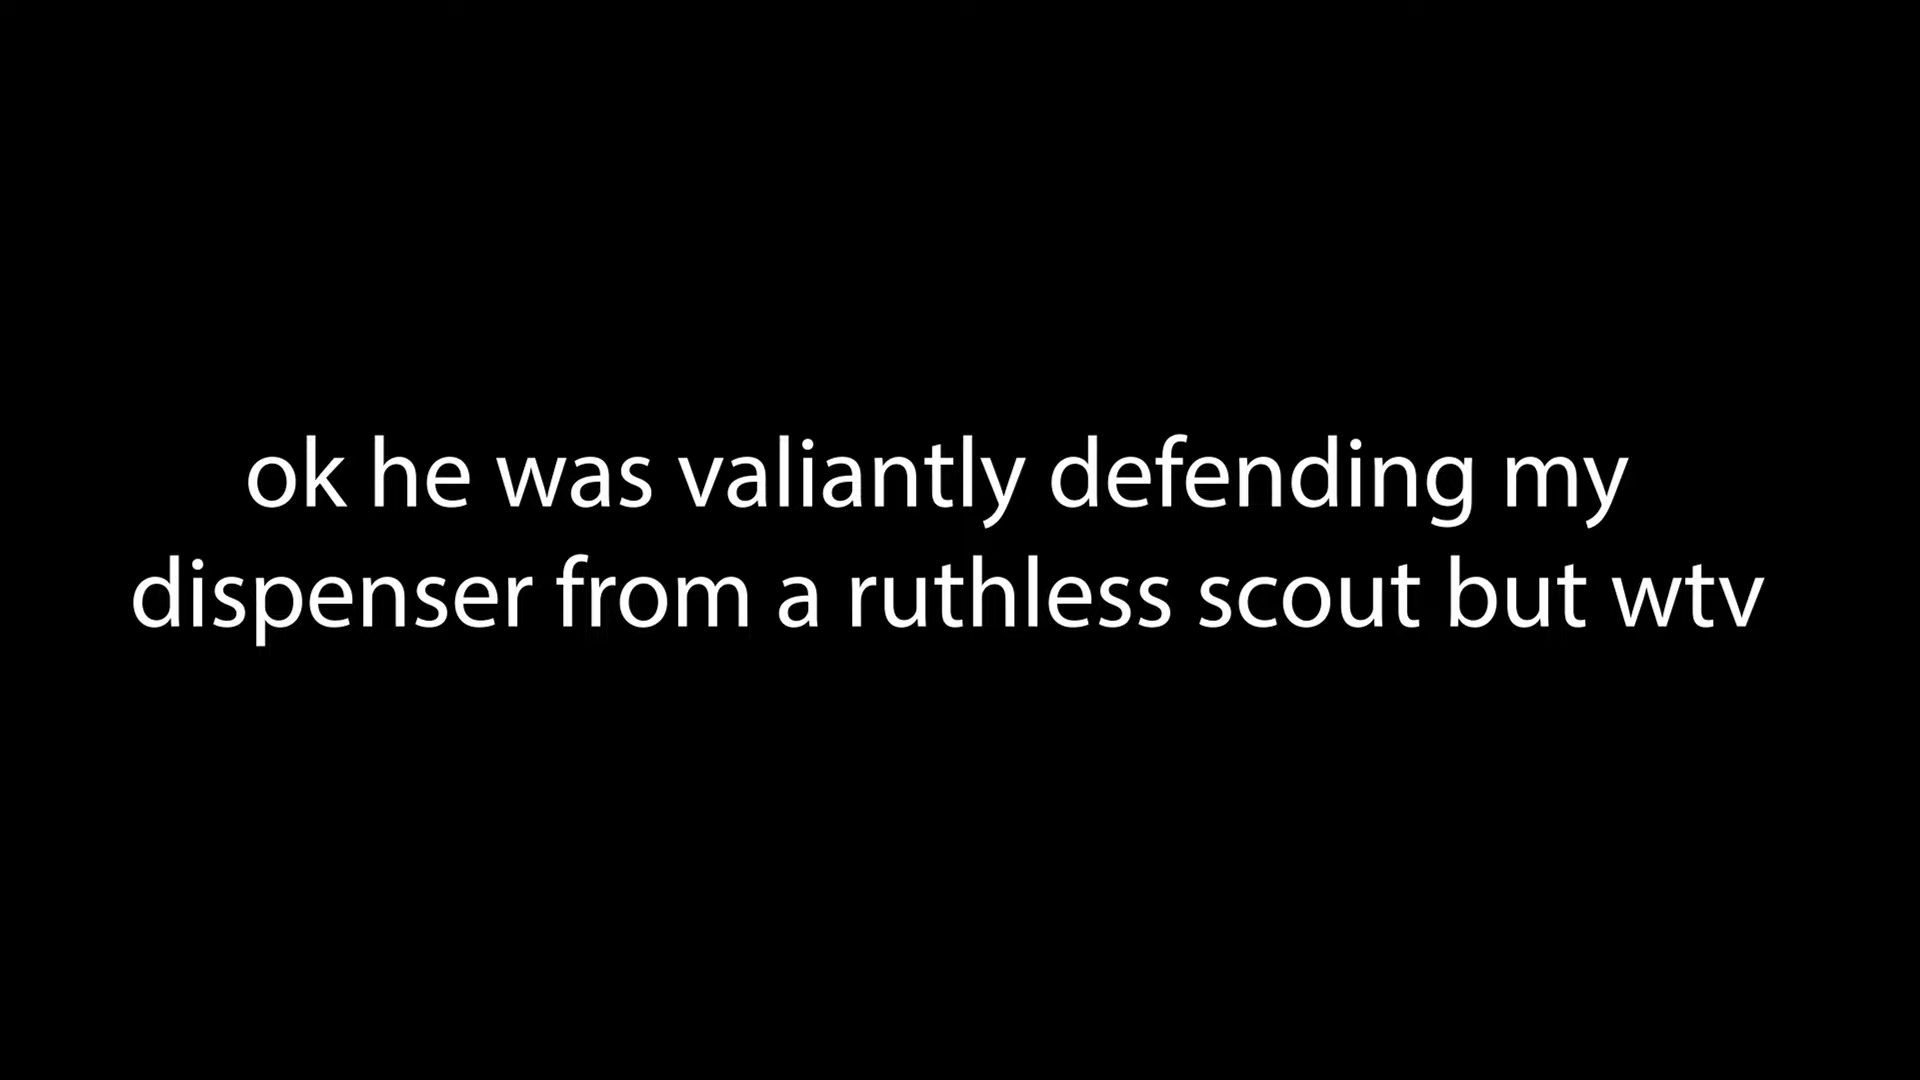 ok he was valiantly defending my
dispenser from a ruthless scout but wtv